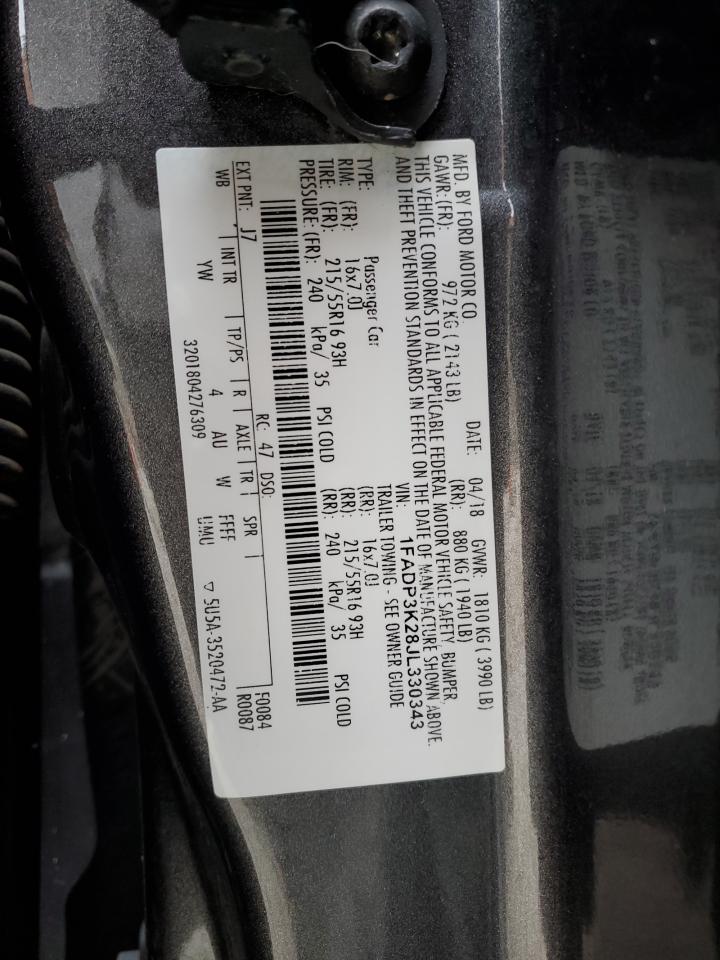 MFD. BY FORD MOTOR CO. DATE: 04/18 GVWR: 1810 KG ( 3990 LB)
GAWR: (FR): 972 KG ( 2143 LB) (RR): 880 KG ( 1940 LB)
THIS VEHICLE CONFORMS TO ALL APPLICABLE FEDERAL MOTOR VEHICLE SAFETY, BUMPER,
AND THEFT PREVENTION STANDARDS IN EFFECT ON THE DATE OF MANUFACTURE SHOWN ABOVE.
VIN: 1FADP3K28JL330343
TYPE: Passenger Car TRAILER TOWING - SEE OWNER GUIDE
RIM: (FR): 16x7.0J (RR): 16x7.0J
TIRE: (FR): 215/55R16 93H (RR): 215/55R16 93H
PRESSURE: (FR): 240 kPa/ 35 PSI COLD (RR): 240 kPa/ 35 PSI COLD
F0084
RC: 47 DSO: R0087
EXT PNT: J7
WB INT TR TP/PS R AXLE TR SPR
YW 4 AU W FFFF
UMU
3201804276309 ▽ 5U5A-3520472-AA